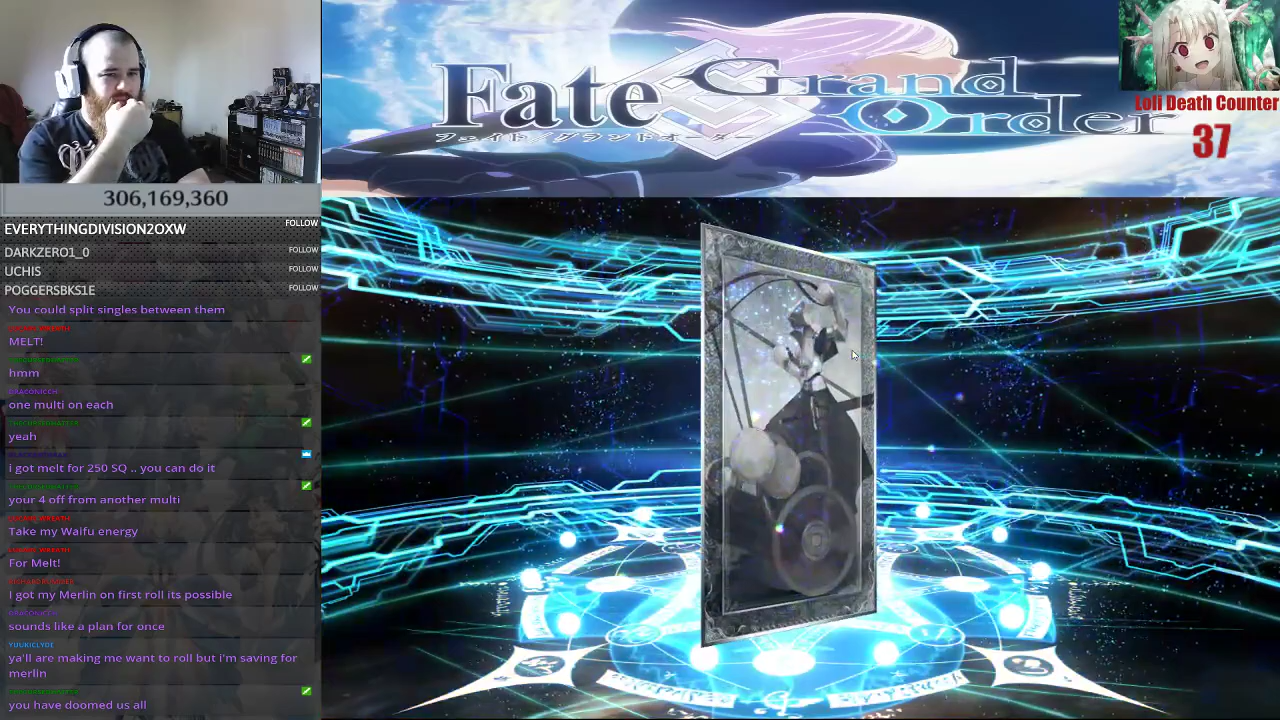 Fate Grand Order
フェイト/グランドオーダー
Loli Death Counter
37
306,169,360
EVERYTHINGDIVISION2OXW FOLLOW
DARKZERO1_0 FOLLOW
UCHIS FOLLOW
POGGERSBKS1E FOLLOW
You could split singles between them
MELT!
hmm
one multi on each
yeah
i got melt for 250 SQ .. you can do it
your 4 off from another multi
Take my Waifu energy
For Melt!
I got my Merlin on first roll its possible
sounds like a plan for once
YUUKICLYDE
ya'll are making me want to roll but i'm saving for
merlin
you have doomed us all